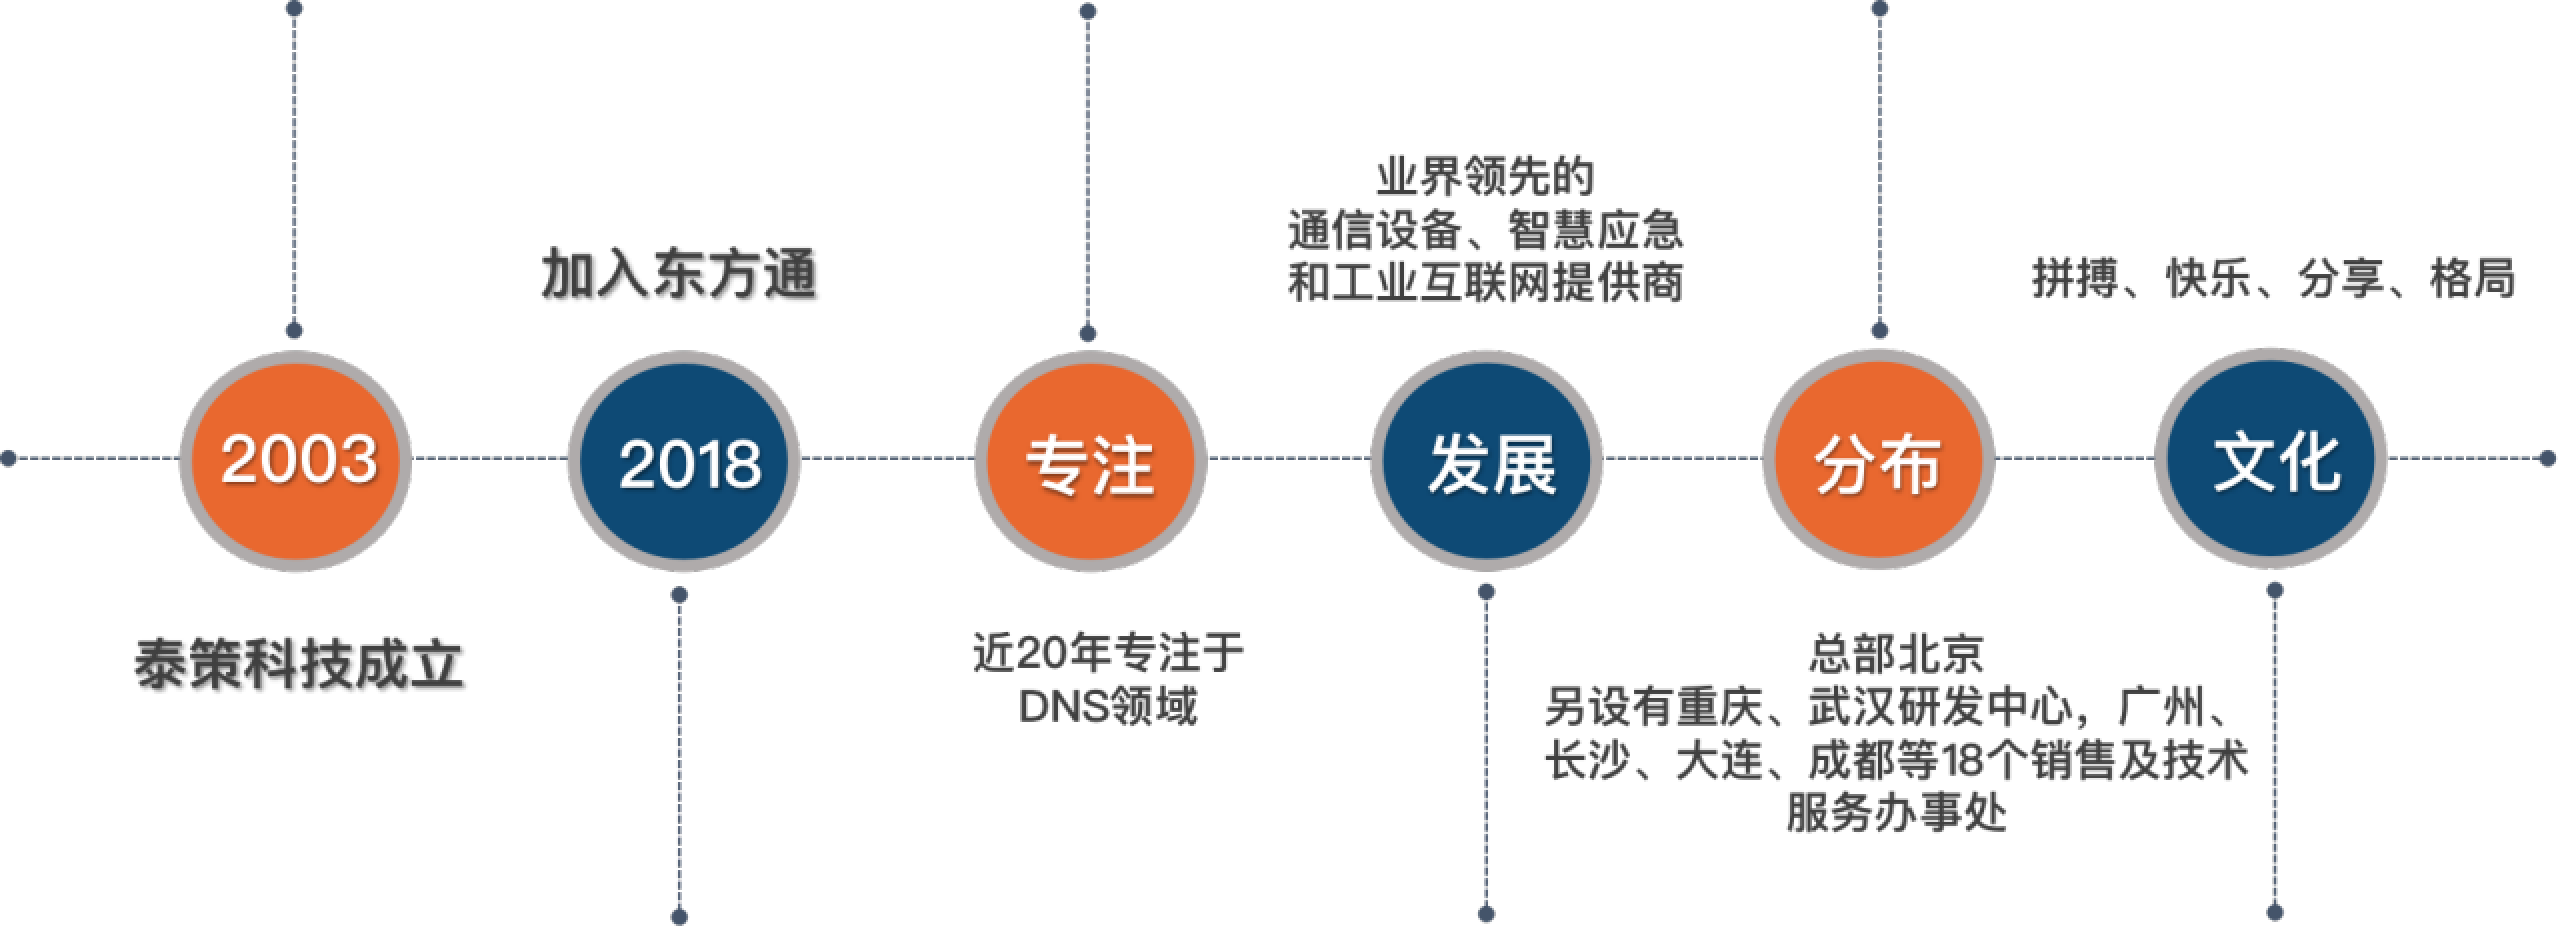 2003
泰策科技成立
加入东方通
2018
专注
近20年专注于
DNS领域
业界领先的
通信设备、智慧应急
和工业互联网提供商
发展
分布
总部北京
另设有重庆、武汉研发中心，广州、
长沙、大连、成都等18个销售及技术
服务办事处
拼搏、快乐、分享、格局
文化